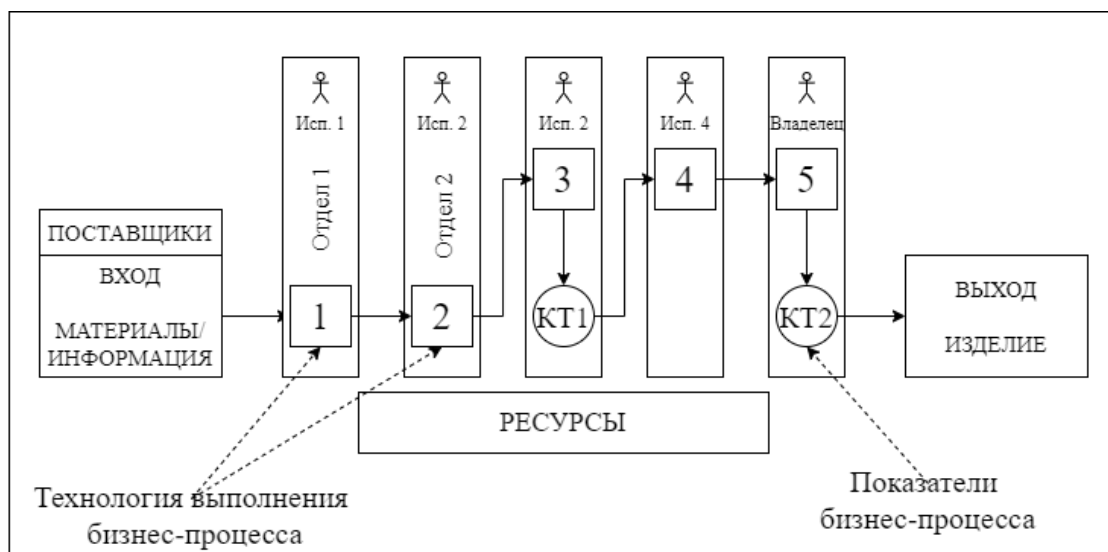 Исп. 1
Исп. 2
Исп. 2
Исп. 4
Владелец
Отдел 1
Отдел 2
3
4
5
ПОСТАВЩИКИ
ВХОД
МАТЕРИАЛЫ/
ИНФОРМАЦИЯ
1
2
КТ1
КТ2
ВЫХОД
ИЗДЕЛИЕ
РЕСУРСЫ
Технология выполнения
бизнес-процесса
Показатели
бизнес-процесса